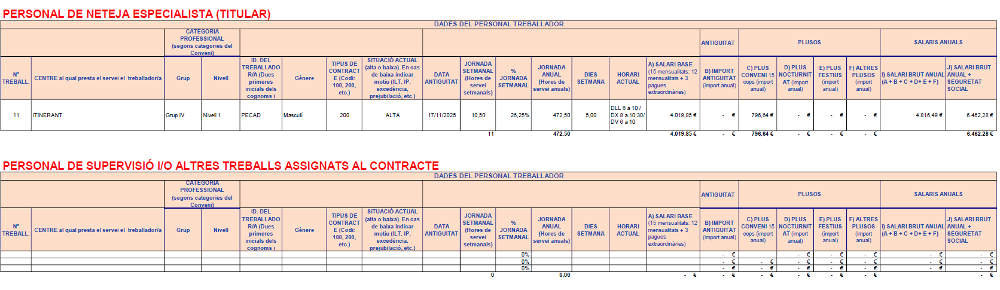 PERSONAL DE NETEJA ESPECIALISTA (TITULAR)
DADES DEL PERSONAL TREBALLADOR
CATEGORIA
PROFESSIONAL
(segons categories del
Conveni)
ANTIGUITAT
PLUSOS
SALARIS ANUALS
Nº
TREBALL.
CENTRE al qual presta el servei el treballador/a
Grup
Nivell
ID. DEL
TREBALLADO
R/A (Dues
primeres
inicials dels
cognoms i
Gènere
TIPUS DE
CONTRACT
E (Codi:
100, 200,
etc.)
SITUACIÓ ACTUAL
(alta o baixa). En cas
de baixa indicar
motiu (ILT, IP,
excedència,
prejubilació, etc.)
DATA
ANTIGUITAT
JORNADA
SETMANAL
(Hores de
servei
setmanals)
%
JORNADA
SETMANAL
JORNADA
ANUAL
(Hores de
servei anuals)
DIES
SETMANA
HORARI
ACTUAL
A) SALARI BASE
(15 mensualitats: 12
mensualitats + 3
pagues
extraordinàries)
B) IMPORT
ANTIGUITAT
(import anual)
C) PLUS
CONVENI 15
cops (import
anual)
D) PLUS
NOCTURNIT
AT (import
anual)
E) PLUS
FESTIUS
(import
anual)
F) ALTRES
PLUSOS
(import
anual)
I) SALARI BRUT ANUAL
(A + B + C + D+ E + F)
J) SALARI BRUT
ANUAL +
SEGURETAT
SOCIAL
11 ITINERANT Grup IV Nivell 1 PECAD Masculí 200 ALTA 17/11/2025 10,50 26,25% 472,50 5,00
DLL 6 a 10 /
DX 8 a 10:30/
DV 6 a 10
4.019,85 € - € 796,64 € - € - € - € 4.816,49 € 6.462,28 €
11 472,50 4.019,85 € - € 796,64 € - € - € - € 6.462,28 €
PERSONAL DE SUPERVISIÓ I/O ALTRES TREBALLS ASSIGNATS AL CONTRACTE
DADES DEL PERSONAL TREBALLADOR
CATEGORIA
PROFESSIONAL
(segons categories del
Conveni)
ANTIGUITAT
PLUSOS
SALARIS ANUALS
Nº
TREBALL.
CENTRE al qual presta el servei el treballador/a
Grup
Nivell
ID. DEL
TREBALLADO
R/A (Dues
primeres
inicials dels
cognoms i
Gènere
TIPUS DE
CONTRACT
E (Codi:
100, 200,
etc.)
SITUACIÓ ACTUAL
(alta o baixa). En cas
de baixa indicar
motiu (ILT, IP,
excedència,
prejubilació, etc.)
DATA
ANTIGUITAT
JORNADA
SETMANAL
(Hores de
servei
setmanals)
%
JORNADA
SETMANAL
JORNADA
ANUAL
(Hores de
servei anuals)
DIES
SETMANA
HORARI
ACTUAL
A) SALARI BASE
(15 mensualitats: 12
mensualitats + 3
pagues
extraordinàries)
B) IMPORT
ANTIGUITAT
(import anual)
C) PLUS
CONVENI 15
cops (import
anual)
D) PLUS
NOCTURNIT
AT (import
anual)
E) PLUS
FESTIUS
(import
anual)
F) ALTRES
PLUSOS
(import
anual)
I) SALARI BRUT ANUAL
(A + B + C + D+ E + F)
J) SALARI BRUT
ANUAL +
SEGURETAT
SOCIAL
0% - € - € - € - € - € - €
0% - € - € - € - € - € - € - €
0% - € - € - € - € - € - € - €
0 0,00 - € - € - € - € - € - € - €